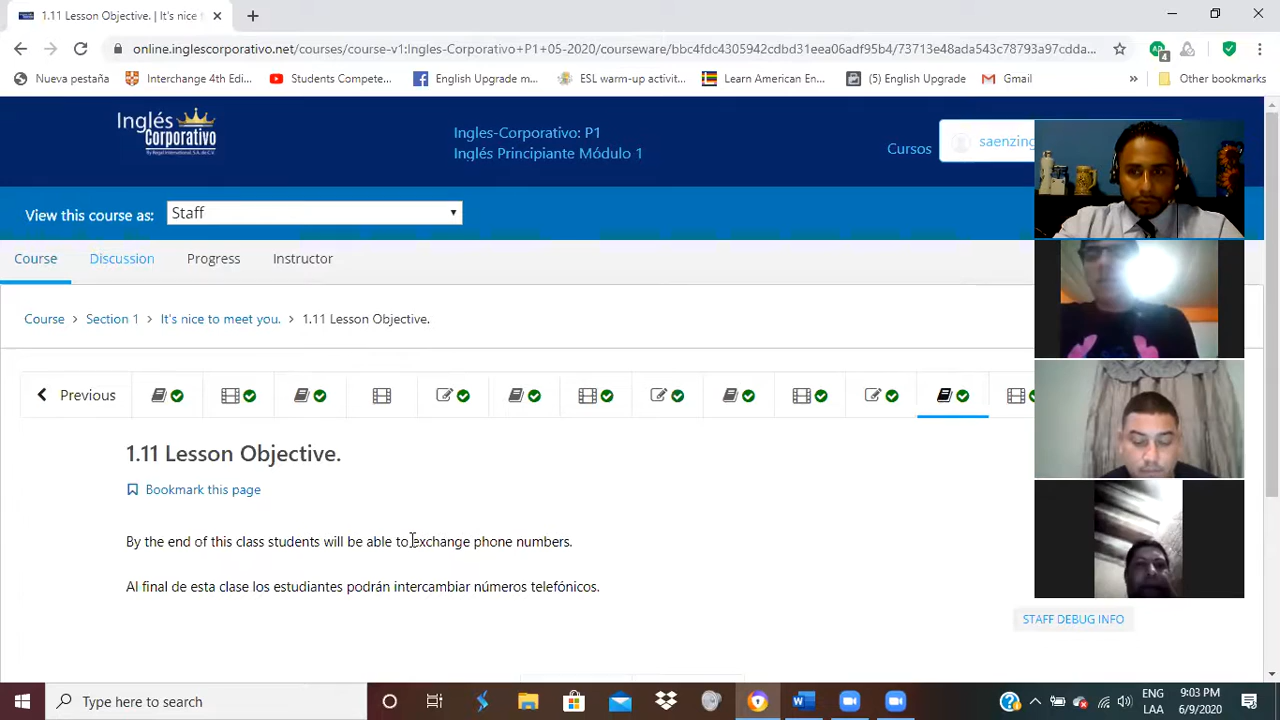 1.11 Lesson Objective. | It's nice t
online.inglescorporativo.net/courses/course-v1:Ingles-Corporativo+P1+05-2020/courseware/bbc4fdc4305942cdbd31eea06adf95b4/73713e48ada543c78793a97cdda...
4
Nueva pestaña
Interchange 4th Edi...
Students Compete...
English Upgrade m...
ESL warm-up activit...
Learn American En...
(5) English Upgrade
Gmail
»
Other bookmarks
Inglés
Corporativo
Ingles-Corporativo: P1
Inglés Principiante Módulo 1
Cursos
saenzing
View this course as:
Staff
Course
Discussion
Progress
Instructor
Course > Section 1 > It's nice to meet you. > 1.11 Lesson Objective.
Previous
1.11 Lesson Objective.
Bookmark this page
By the end of this class students will be able to exchange phone numbers.
Al final de esta clase los estudiantes podrán intercambiar números telefónicos.
STAFF DEBUG INFO
Type here to search
ENG
LAA
9:03 PM
6/9/2020